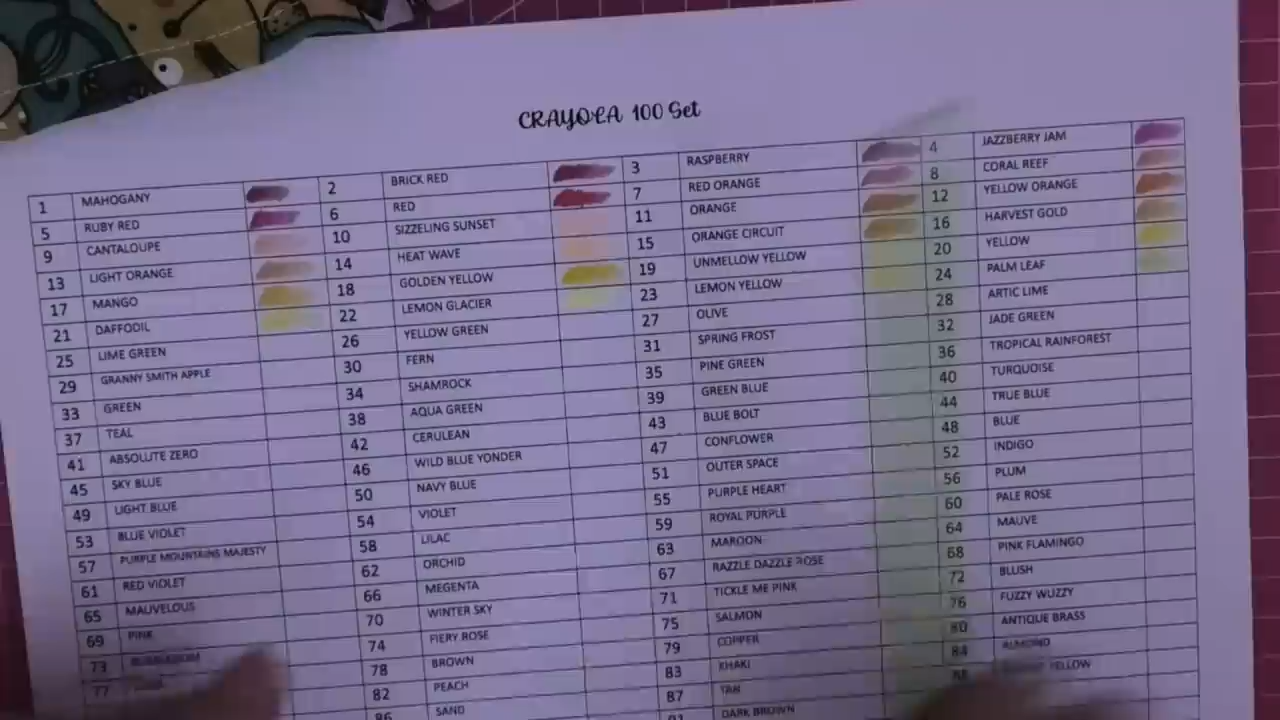 CRAYOLA 100 Set
1 MAHOGANY 2 BRICK RED 3 RASPBERRY 4 JAZZBERRY JAM
5 RUBY RED 6 RED 7 RED ORANGE 8 CORAL REEF
9 CANTALOUPE 10 SIZZELING SUNSET 11 ORANGE 12 YELLOW ORANGE
13 LIGHT ORANGE 14 HEAT WAVE 15 ORANGE CIRCUIT 16 HARVEST GOLD
17 MANGO 18 GOLDEN YELLOW 19 UNMELLOW YELLOW 20 YELLOW
21 DAFFODIL 22 LEMON GLACIER 23 LEMON YELLOW 24 PALM LEAF
25 LIME GREEN 26 YELLOW GREEN 27 OLIVE 28 ARTIC LIME
29 GRANNY SMITH APPLE 30 FERN 31 SPRING FROST 32 JADE GREEN
33 GREEN 34 SHAMROCK 35 PINE GREEN 36 TROPICAL RAINFOREST
37 TEAL 38 AQUA GREEN 39 GREEN BLUE 40 TURQUOISE
41 ABSOLUTE ZERO 42 CERULEAN 43 BLUE BOLT 44 TRUE BLUE
45 SKY BLUE 46 WILD BLUE YONDER 47 CONFLOWER 48 BLUE
49 LIGHT BLUE 50 NAVY BLUE 51 OUTER SPACE 52 INDIGO
53 BLUE VIOLET 54 VIOLET 55 PURPLE HEART 56 PLUM
57 PURPLE MOUNTAINS MAJESTY 58 LILAC 59 ROYAL PURPLE 60 PALE ROSE
61 RED VIOLET 62 ORCHID 63 MAROON 64 MAUVE
65 MAUVELOUS 66 MEGENTA 67 RAZZLE DAZZLE ROSE 68 PINK FLAMINGO
69 PINK 70 WINTER SKY 71 TICKLE ME PINK 72 BLUSH
73 74 FIERY ROSE 75 SALMON 76 FUZZY WUZZY
77 78 BROWN 79 COPPER 80 ANTIQUE BRASS
82 PEACH 83 KHAKI 84 ALMOND
86 SAND 87 TAN YELLOW
91 DARK BROWN